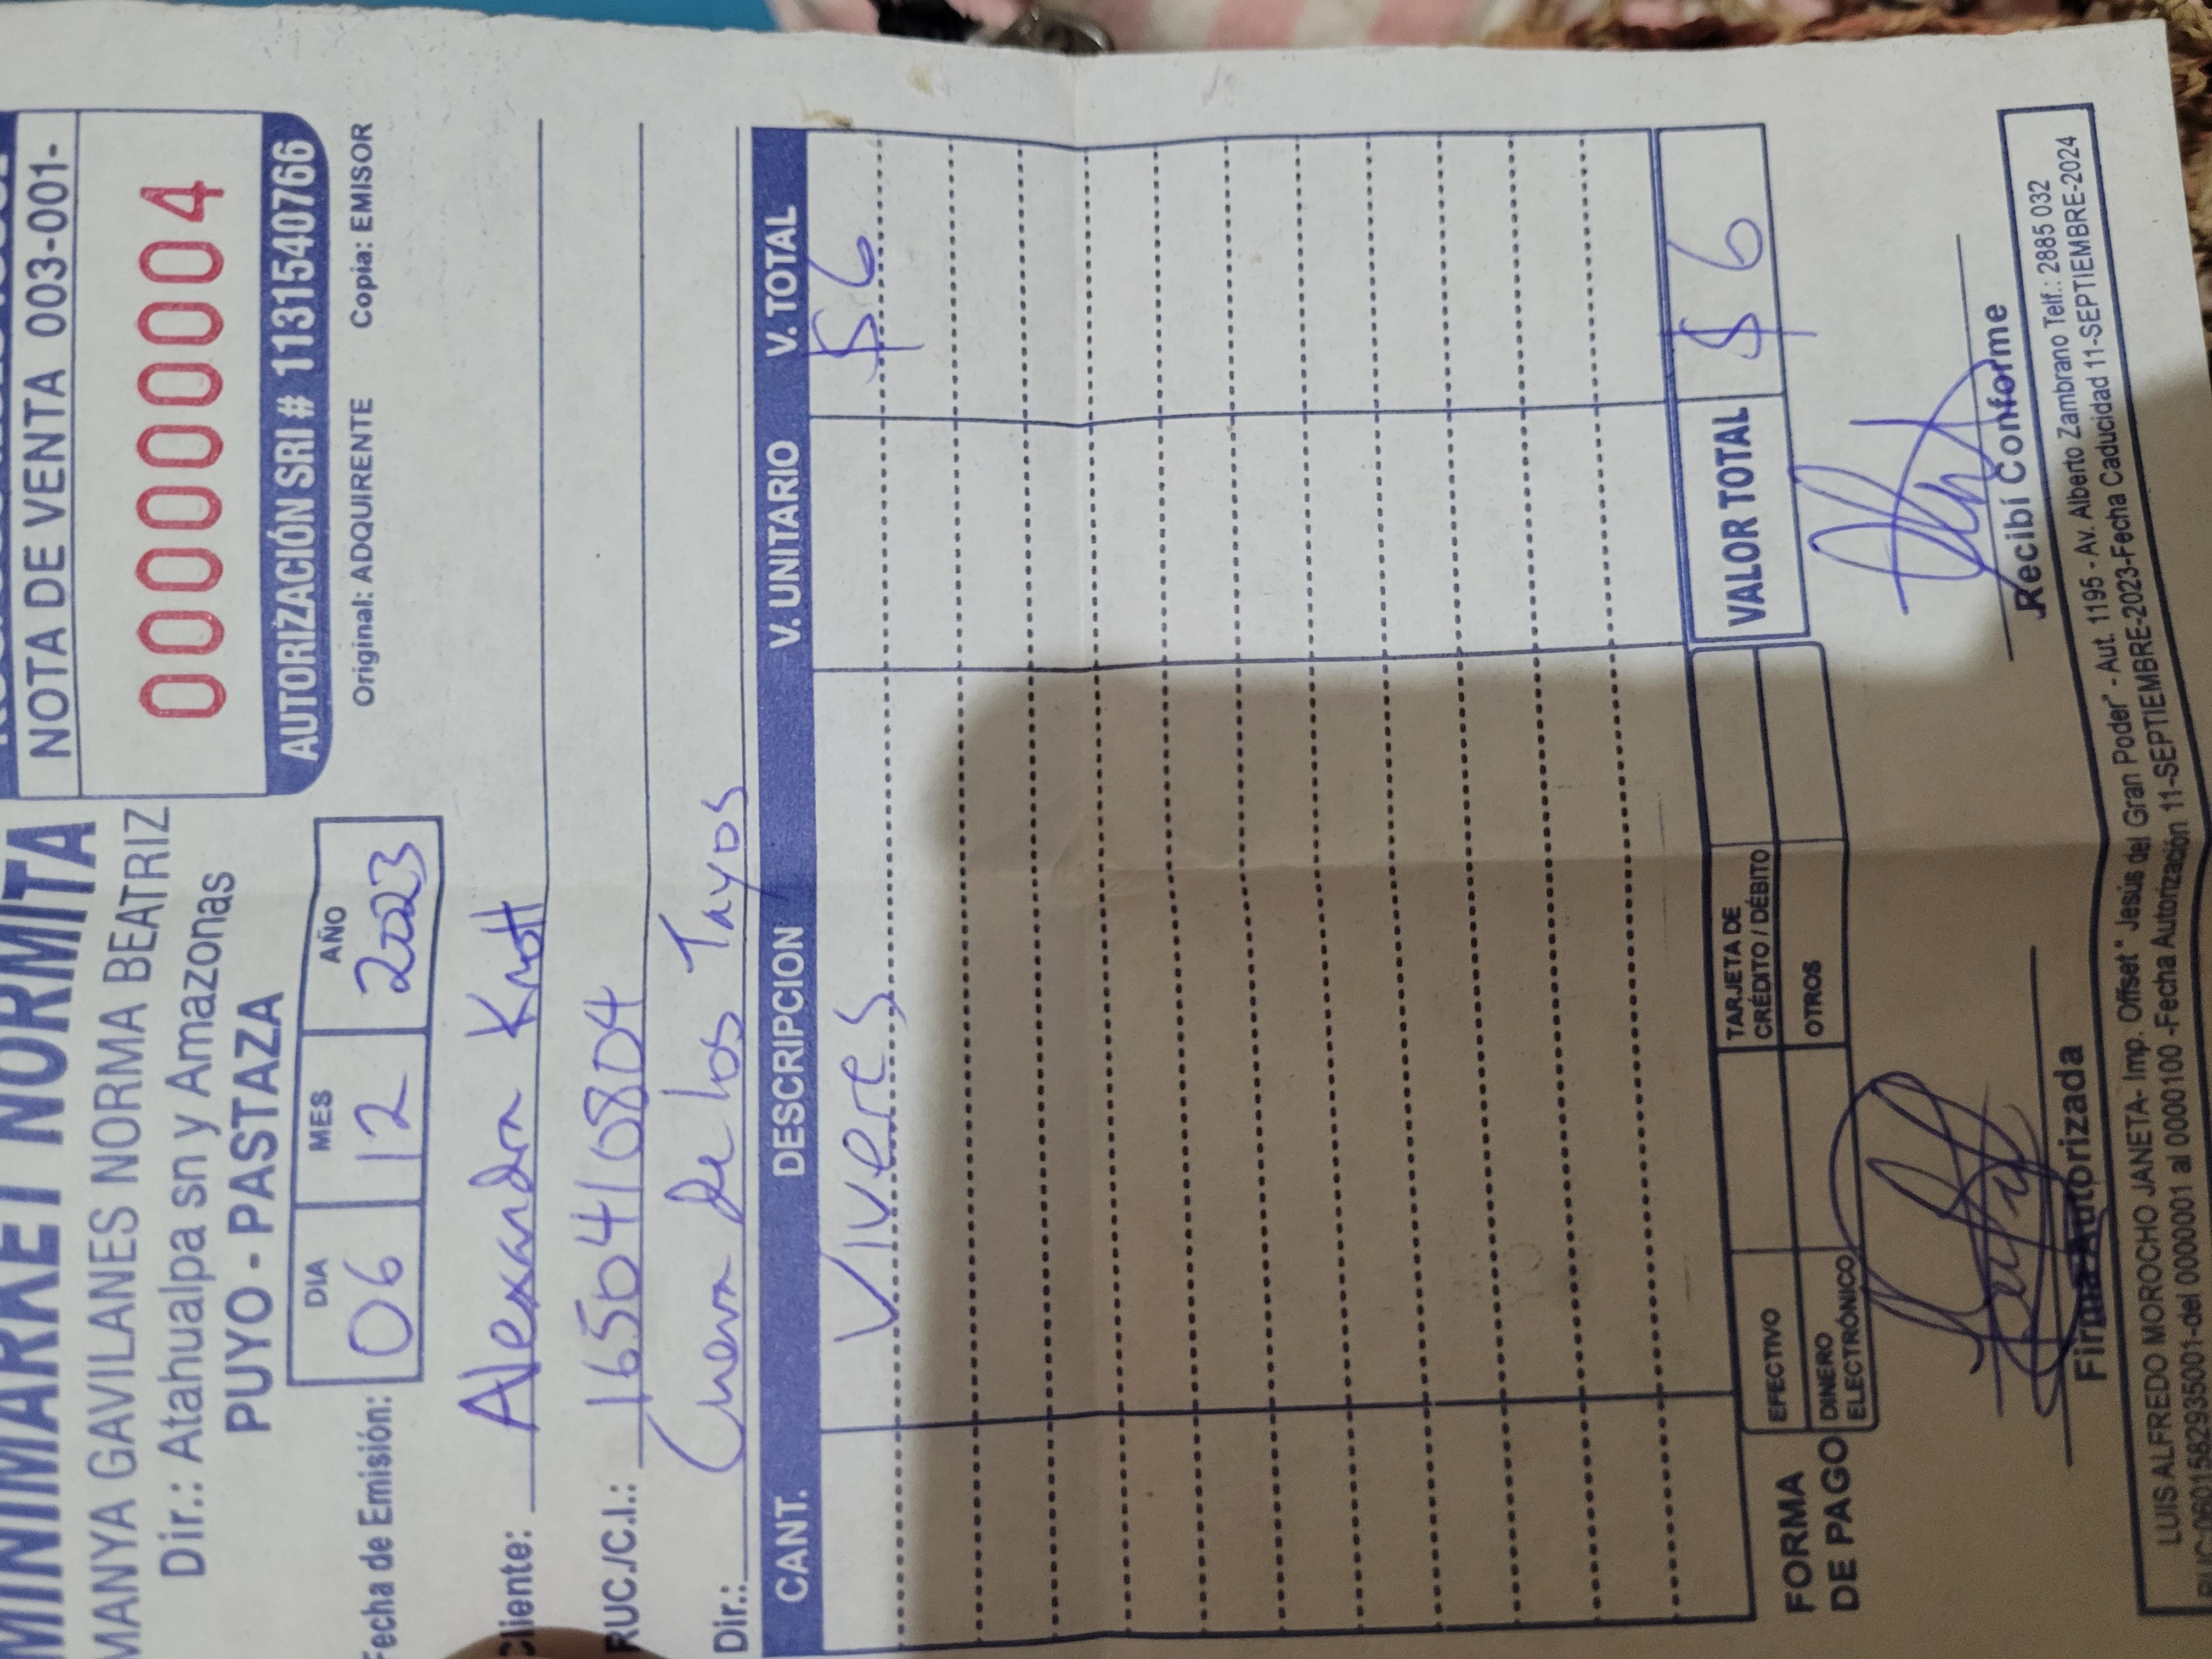 MINIMARKET NORMITA
MANYA GAVILANES NORMA BEATRIZ
Dir.: Atahualpa sn y Amazonas
PUYO - PASTAZA
NOTA DE VENTA 003-001-
000000004
AUTORIZACIÓN SRI # 1131540766
Original: ADQUIRENTE Copia: EMISOR
Fecha de Emisión: DIA MES AÑO
06 12 2023
Cliente: Alexandra Knott
RUC./C.I.: 1650410804
Dir.: Cueva de los Tayos
CANT. DESCRIPCION V. UNITARIO V. TOTAL
Viveres $6
VALOR TOTAL $ 6
FORMA DE PAGO
EFECTIVO
DINERO ELECTRÓNICO
TARJETA DE CRÉDITO / DÉBITO
OTROS
Firma Autorizada Recibí Conforme
LUIS ALFREDO MOROCHO JANETA- Imp. Offset " Jesús del Gran Poder" - Aut. 1195 - Av. Alberto Zambrano Telf.: 2885 032
RUC:0601582935001-del 0000001 al 0000100 -Fecha Autorización 11-SEPTIEMBRE-2023-Fecha Caducidad 11-SEPTIEMBRE-2024